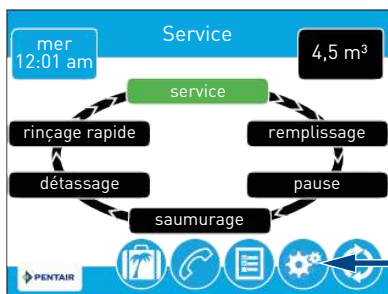 Service
mer
12:01 am
4,5 m³
service
rinçage rapide
remplissage
détassage
pause
saumurage
PENTAIR